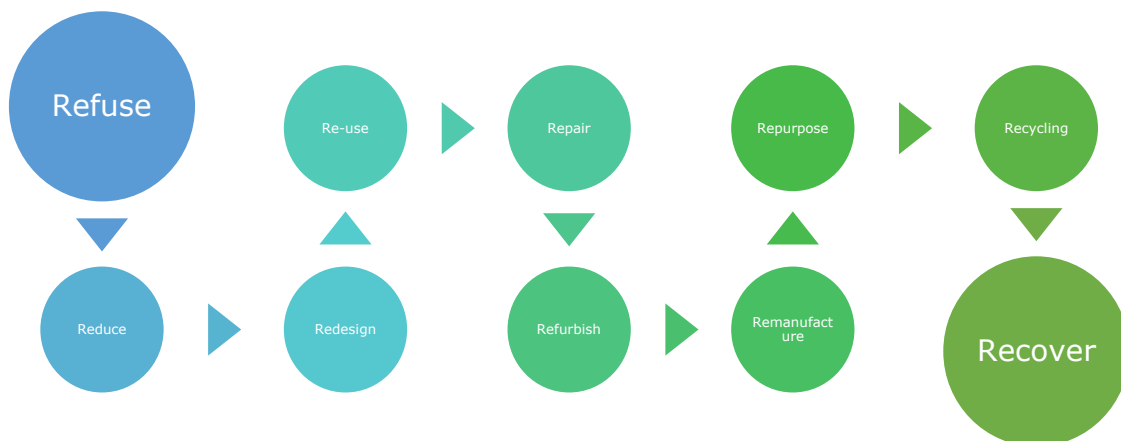 Refuse
Reduce
Redesign
Re-use
Repair
Refurbish
Remanufact
ure
Repurpose
Recycling
Recover